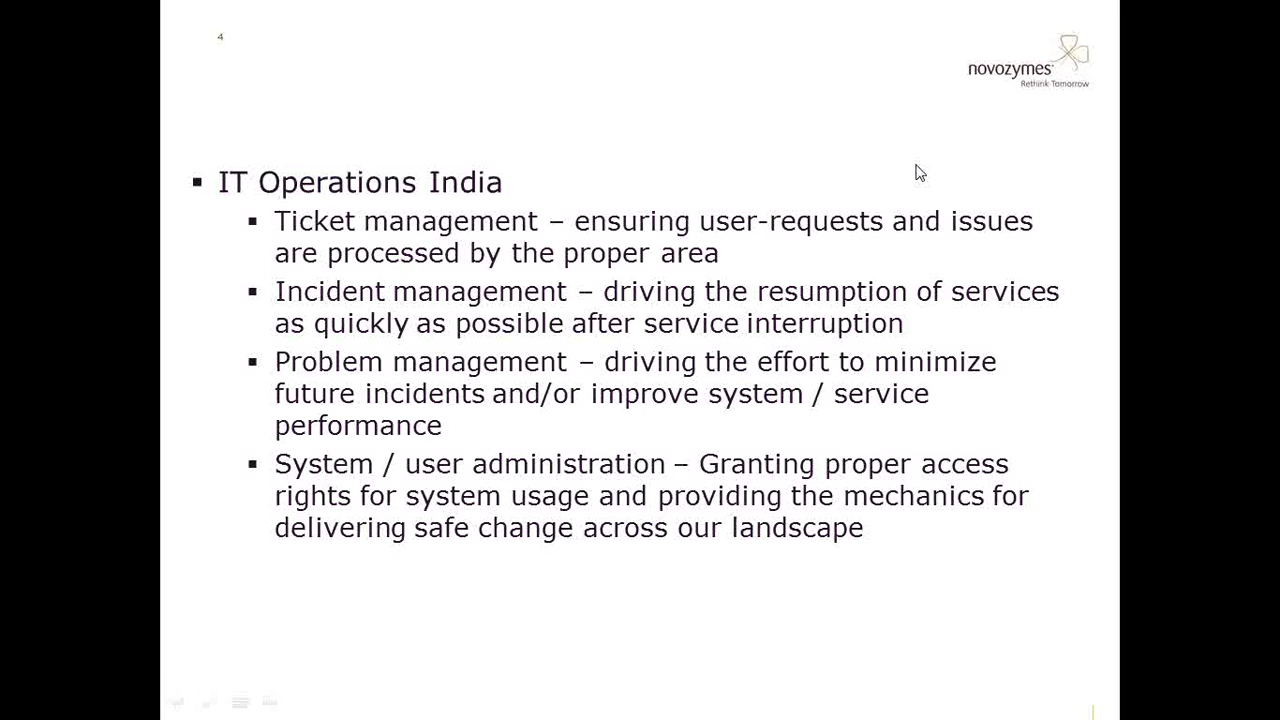 4
novozymes
Rethink Tomorrow
▪ IT Operations India
▪ Ticket management – ensuring user-requests and issues
are processed by the proper area
▪ Incident management – driving the resumption of services
as quickly as possible after service interruption
▪ Problem management – driving the effort to minimize
future incidents and/or improve system / service
performance
▪ System / user administration – Granting proper access
rights for system usage and providing the mechanics for
delivering safe change across our landscape